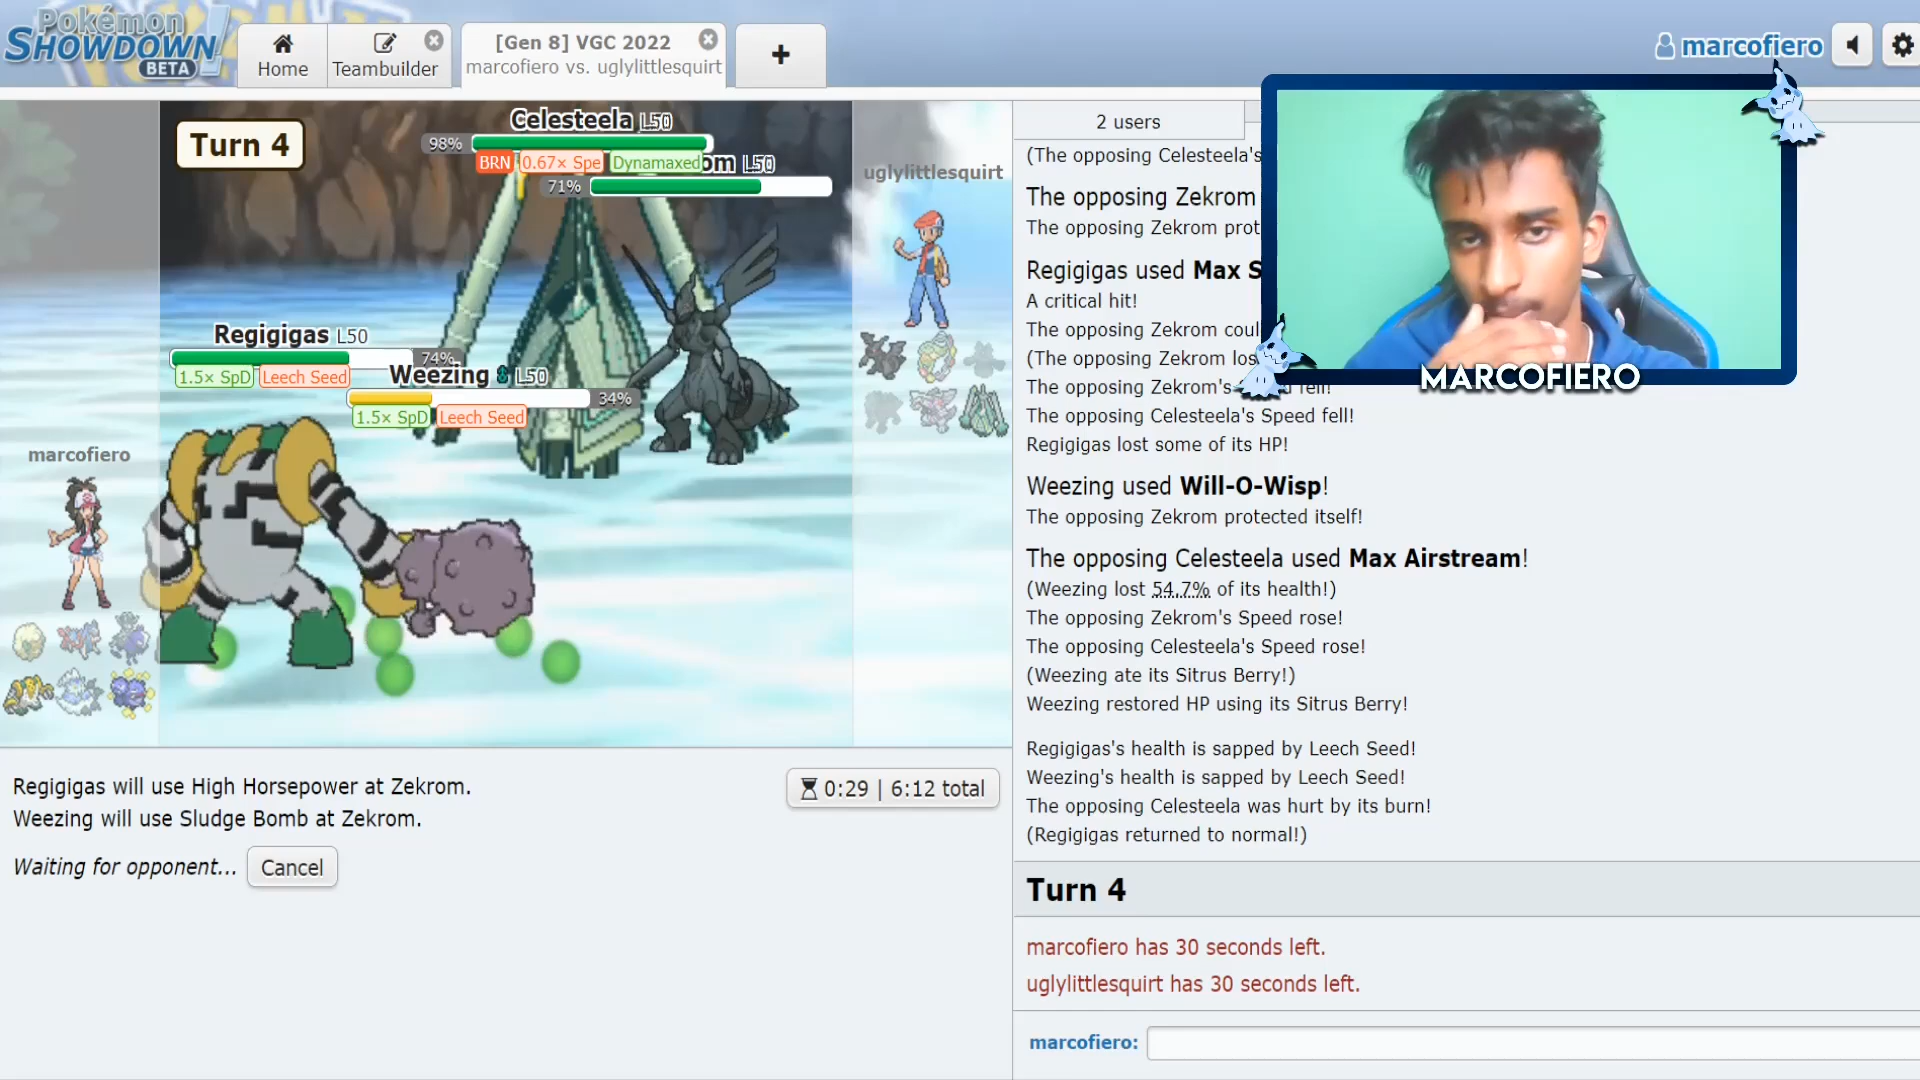 Pokémon
SHOWDOWN!
BETA
Home
Teambuilder
[Gen 8] VGC 2022
marcofiero vs. uglylittlesquirt
+
marcofiero
Turn 4
Celesteela L50
98%
BRN 0.67× Spe Dynamaxed
om L50
71%
uglylittlesquirt
Regigigas L50
74%
1.5× SpD Leech Seed
Weezing L50
34%
1.5× SpD Leech Seed
marcofiero
Regigigas will use High Horsepower at Zekrom.
Weezing will use Sludge Bomb at Zekrom.
Waiting for opponent... Cancel
0:29 | 6:12 total
2 users
(The opposing Celesteela's
The opposing Zekrom
The opposing Zekrom prot
Regigigas used Max S
A critical hit!
The opposing Zekrom coul
(The opposing Zekrom los
The opposing Zekrom's fell!
The opposing Celesteela's Speed fell!
Regigigas lost some of its HP!
Weezing used Will-O-Wisp!
The opposing Zekrom protected itself!
The opposing Celesteela used Max Airstream!
(Weezing lost 54.7% of its health!)
The opposing Zekrom's Speed rose!
The opposing Celesteela's Speed rose!
(Weezing ate its Sitrus Berry!)
Weezing restored HP using its Sitrus Berry!
Regigigas's health is sapped by Leech Seed!
Weezing's health is sapped by Leech Seed!
The opposing Celesteela was hurt by its burn!
(Regigigas returned to normal!)
Turn 4
marcofiero has 30 seconds left.
uglylittlesquirt has 30 seconds left.
marcofiero:
MARCOFIERO